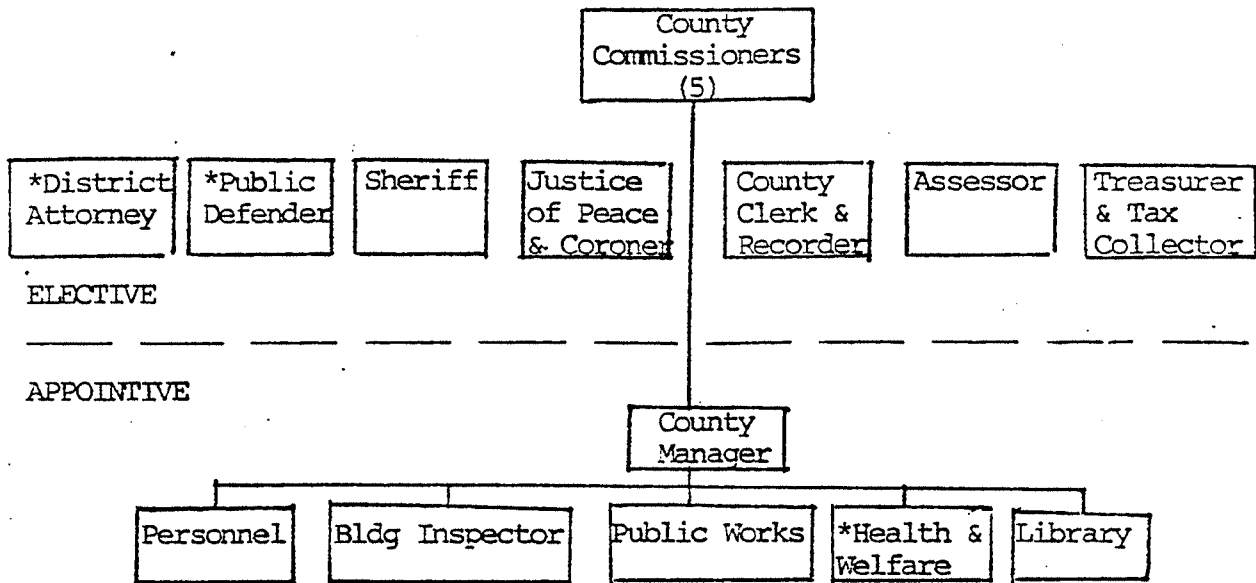 County
Commissioners
(5)
*District
Attorney
*Public
Defender
Sheriff
Justice
of Peace
& Coroner
County
Clerk &
Recorder
Assessor
Treasurer
& Tax
Collector
ELECTIVE
APPOINTIVE
County
Manager
Personnel
Bldg Inspector
Public Works
*Health &
Welfare
Library